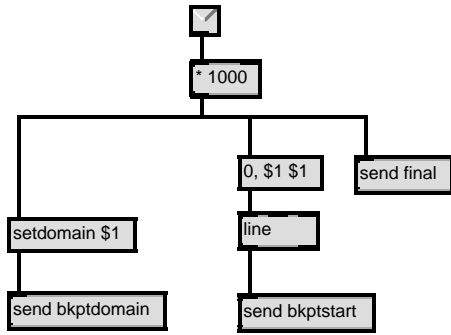 * 1000
0, $1 $1
send final
setdomain $1
line
send bkptdomain
send bkptstart